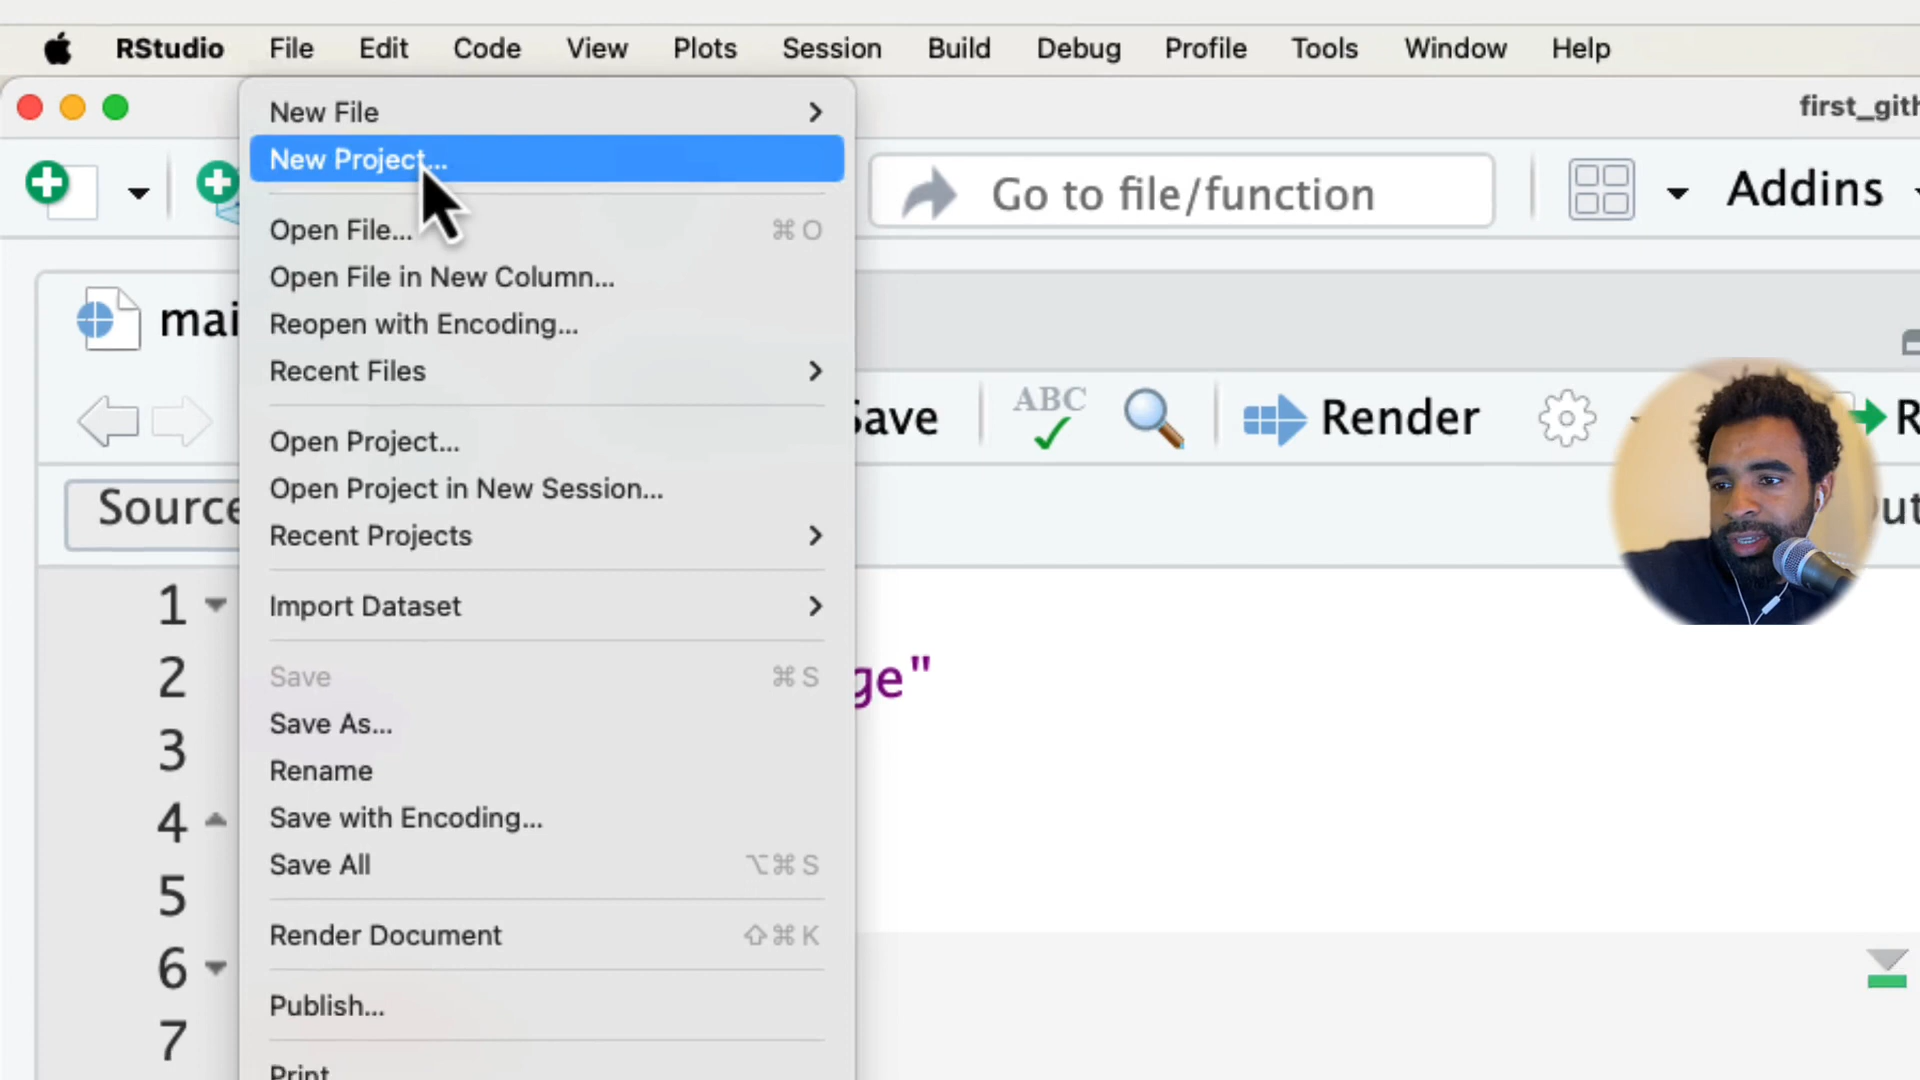 RStudio File Edit Code View Plots Session Build Debug Profile Tools Window Help
first_gith
New File
New Project...
Go to file/function
Addins
Open File... ⌘ O
Open File in New Column...
Reopen with Encoding...
Recent Files
mai
Save
ABC
Render
R
Open Project...
Open Project in New Session...
Recent Projects
Source
ut
Import Dataset
1
Save ⌘ S
2
ge"
Save As...
3
Rename
Save with Encoding...
4
Save All ⌥⌘ S
5
Render Document ⇧⌘ K
6
Publish...
7
Print